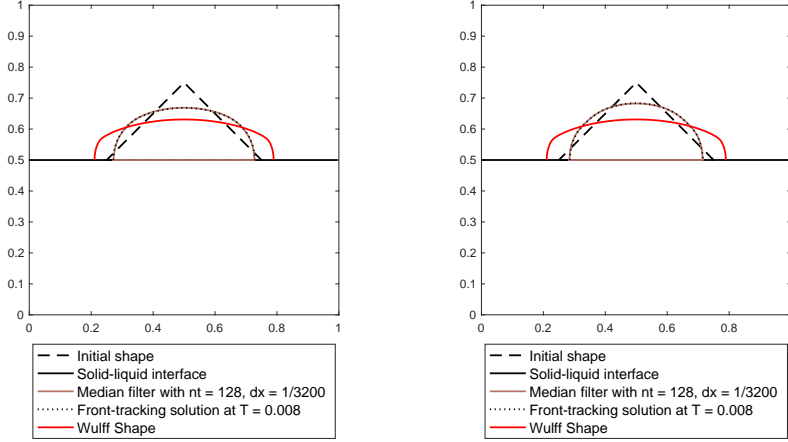 1
0.9
0.8
0.7
0.6
0.5
0.4
0.3
0.2
0.1
0
0 0.2 0.4 0.6 0.8 1
Initial shape
Solid-liquid interface
Median filter with nt = 128, dx = 1/3200
Front-tracking solution at T = 0.008
Wulff Shape
1
0.9
0.8
0.7
0.6
0.5
0.4
0.3
0.2
0.1
0
0 0.2 0.4 0.6 0.8
Initial shape
Solid-liquid interface
Median filter with nt = 128, dx = 1/3200
Front-tracking solution at T = 0.008
Wulff Shape